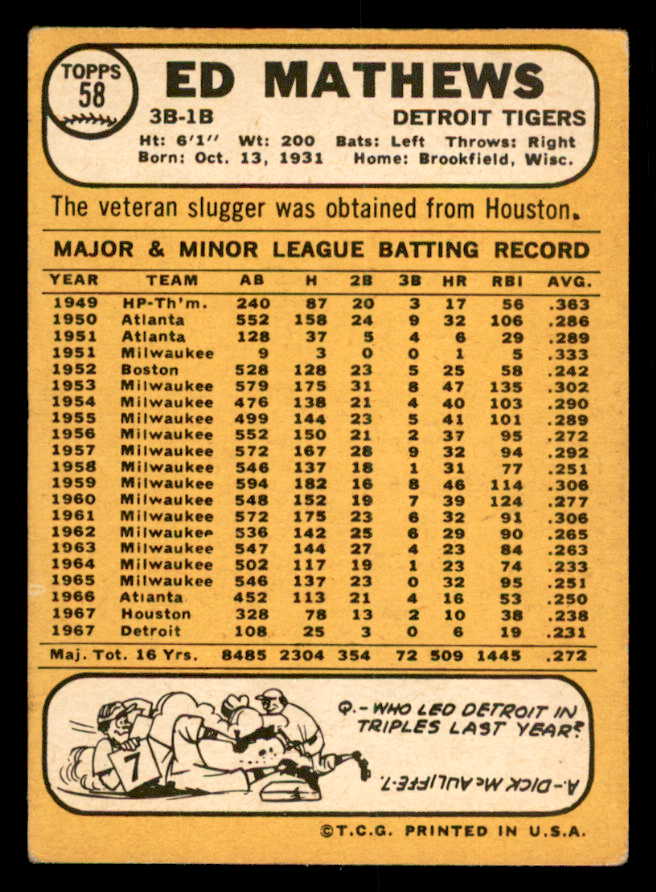 TOPPS
58
ED MATHEWS
3B-1B DETROIT TIGERS
Ht: 6'1" Wt: 200 Bats: Left Throws: Right
Born: Oct. 13, 1931 Home: Brookfield, Wisc.
The veteran slugger was obtained from Houston.
MAJOR & MINOR LEAGUE BATTING RECORD
YEAR TEAM AB H 2B 3B HR RBI AVG.
1949 HP-Th'm. 240 87 20 3 17 56 .363
1950 Atlanta 552 158 24 9 32 106 .286
1951 Atlanta 128 37 5 4 6 29 .289
1951 Milwaukee 9 3 0 0 1 5 .333
1952 Boston 528 128 23 5 25 58 .242
1953 Milwaukee 579 175 31 8 47 135 .302
1954 Milwaukee 476 138 21 4 40 103 .290
1955 Milwaukee 499 144 23 5 41 101 .289
1956 Milwaukee 552 150 21 2 37 95 .272
1957 Milwaukee 572 167 28 9 32 94 .292
1958 Milwaukee 546 137 18 1 31 77 .251
1959 Milwaukee 594 182 16 8 46 114 .306
1960 Milwaukee 548 152 19 7 39 124 .277
1961 Milwaukee 572 175 23 6 32 91 .306
1962 Milwaukee 536 142 25 6 29 90 .265
1963 Milwaukee 547 144 27 4 23 84 .263
1964 Milwaukee 502 117 19 1 23 74 .233
1965 Milwaukee 546 137 23 0 32 95 .251
1966 Atlanta 452 113 21 4 16 53 .250
1967 Houston 328 78 13 2 10 38 .238
1967 Detroit 108 25 3 0 6 19 .231
Maj. Tot. 16 Yrs. 8485 2304 354 72 509 1445 .272
Q.-WHO LED DETROIT IN
TRIPLES LAST YEAR?
7
A.-DICK McAULIFFE-7.
©T.C.G. PRINTED IN U.S.A.